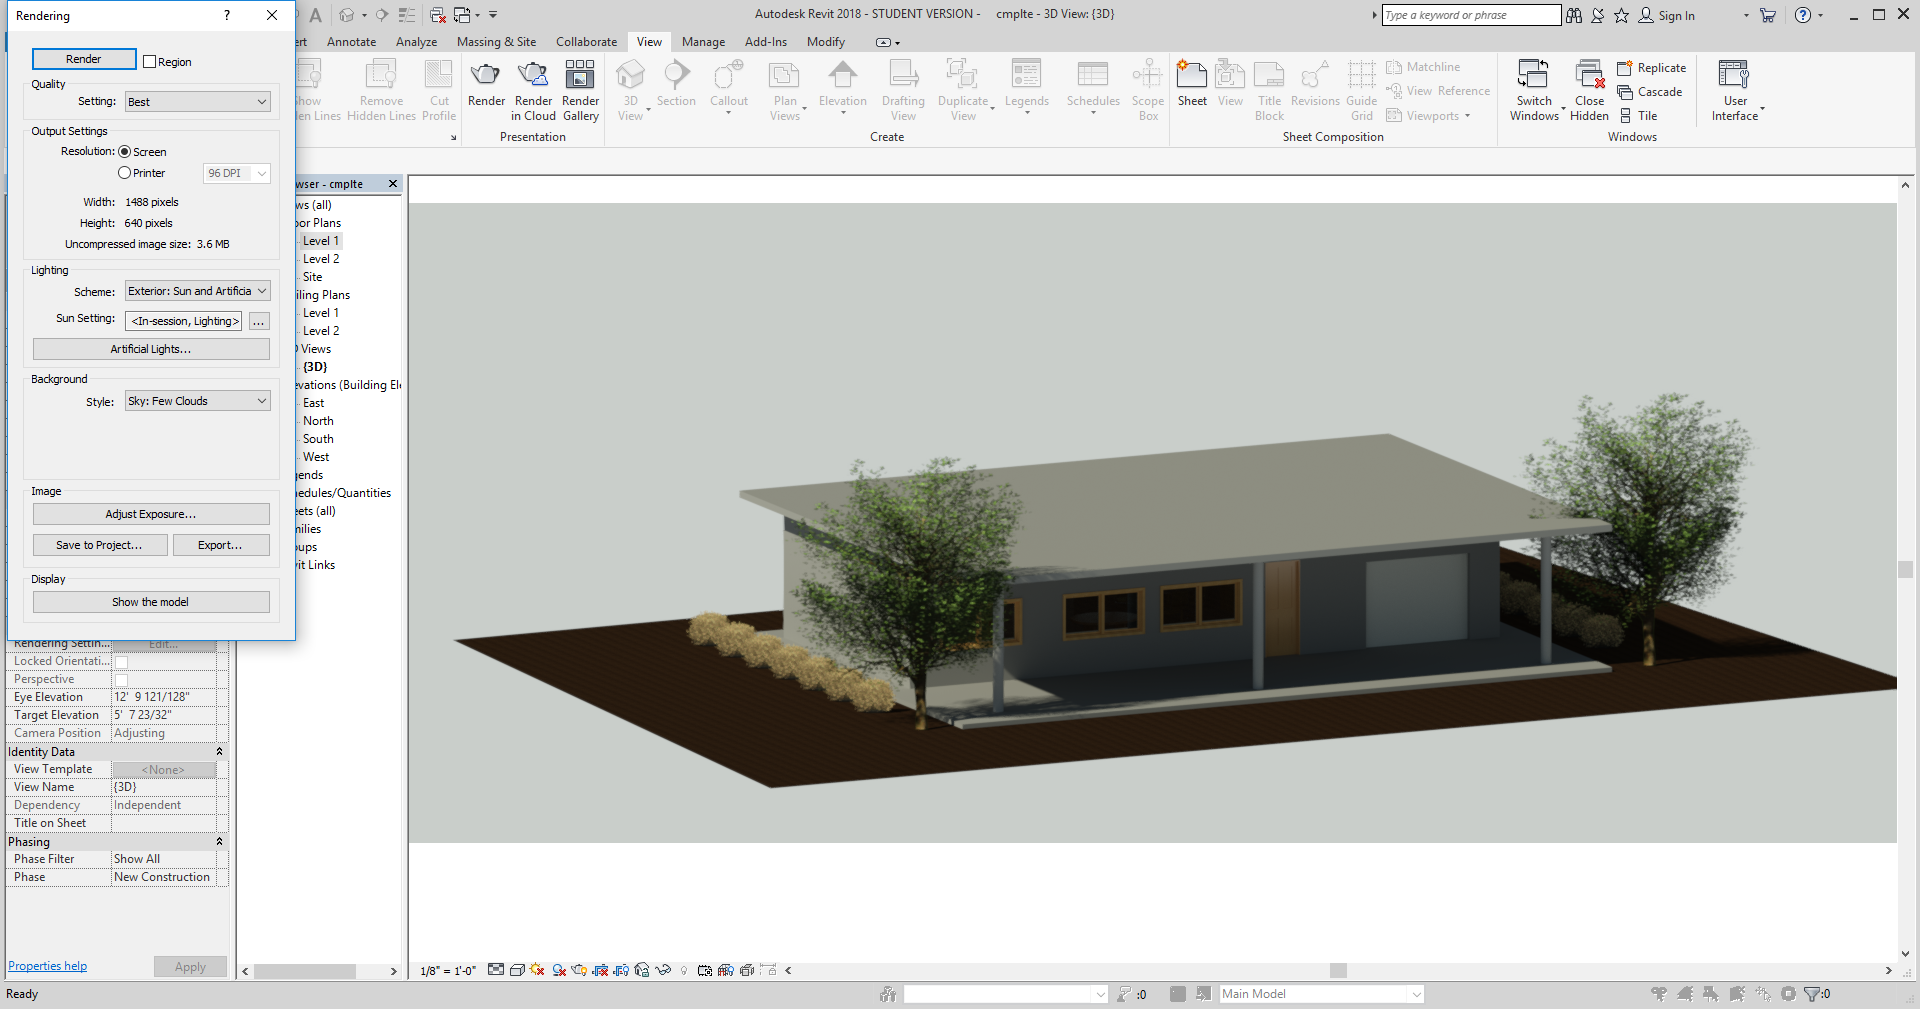 Rendering ?
Autodesk Revit 2018 - STUDENT VERSION - cmplte - 3D View: {3D}
Type a keyword or phrase
Sign In
Annotate Analyze Massing & Site Collaborate View Manage Add-Ins Modify
Render
Region
Quality
Setting: Best
Output Settings
Resolution: Screen
Printer 96 DPI
Width: 1488 pixels
Height: 640 pixels
Uncompressed image size: 3.6 MB
Lighting
Scheme: Exterior: Sun and Artificia
Sun Setting: <In-session, Lighting> ...
Artificial Lights...
Background
Style: Sky: Few Clouds
Image
Adjust Exposure...
Save to Project... Export...
Display
Show the model
Remove Hidden Lines
Cut Profile
Render
Render in Cloud
Render Gallery
Presentation
3D View
Section
Callout
Plan Views
Elevation
Drafting View
Duplicate View
Legends
Schedules
Scope Box
Create
Sheet
View
Title Block
Revisions
Guide Grid
Matchline
View Reference
Viewports
Sheet Composition
Switch Windows
Close Hidden
Replicate
Cascade
Tile
Windows
User Interface
wser - cmplte
ws (all)
oor Plans
Level 1
Level 2
Site
iling Plans
Level 1
Level 2
Views
{3D}
evations (Building El
East
North
South
West
gends
hedules/Quantities
eets (all)
milies
oups
vit Links
Rendering Settin... Edit...
Locked Orientati...
Perspective
Eye Elevation 12' 9 121/128"
Target Elevation 5' 7 23/32"
Camera Position Adjusting
Identity Data
View Template <None>
View Name {3D}
Dependency Independent
Title on Sheet
Phasing
Phase Filter Show All
Phase New Construction
Properties help Apply
1/8" = 1'-0"
Ready
:0
Main Model
:0